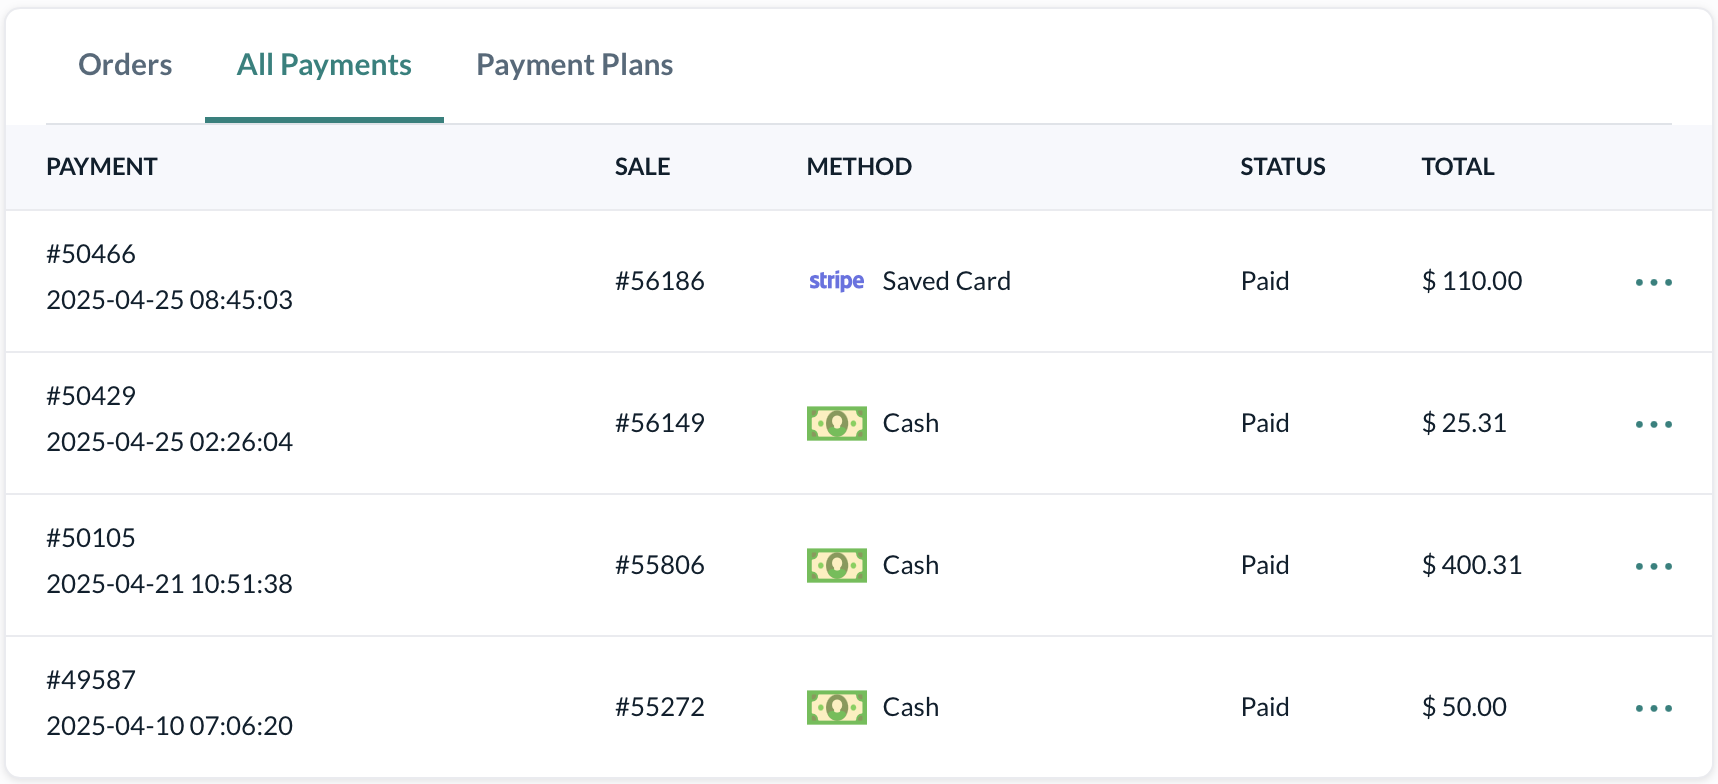 Orders All Payments Payment Plans
PAYMENT SALE METHOD STATUS TOTAL
#50466
2025-04-25 08:45:03
#56186 stripe Saved Card Paid $ 110.00
#50429
2025-04-25 02:26:04
#56149 Cash Paid $ 25.31
#50105
2025-04-21 10:51:38
#55806 Cash Paid $ 400.31
#49587
2025-04-10 07:06:20
#55272 Cash Paid $ 50.00